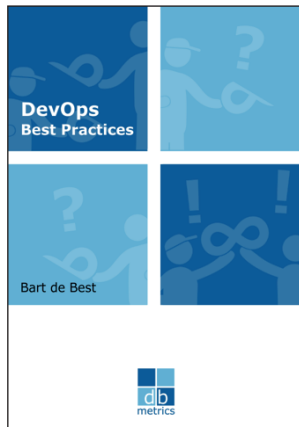 DevOps
Best Practices
?
?
! !
Bart de Best
db
metrics